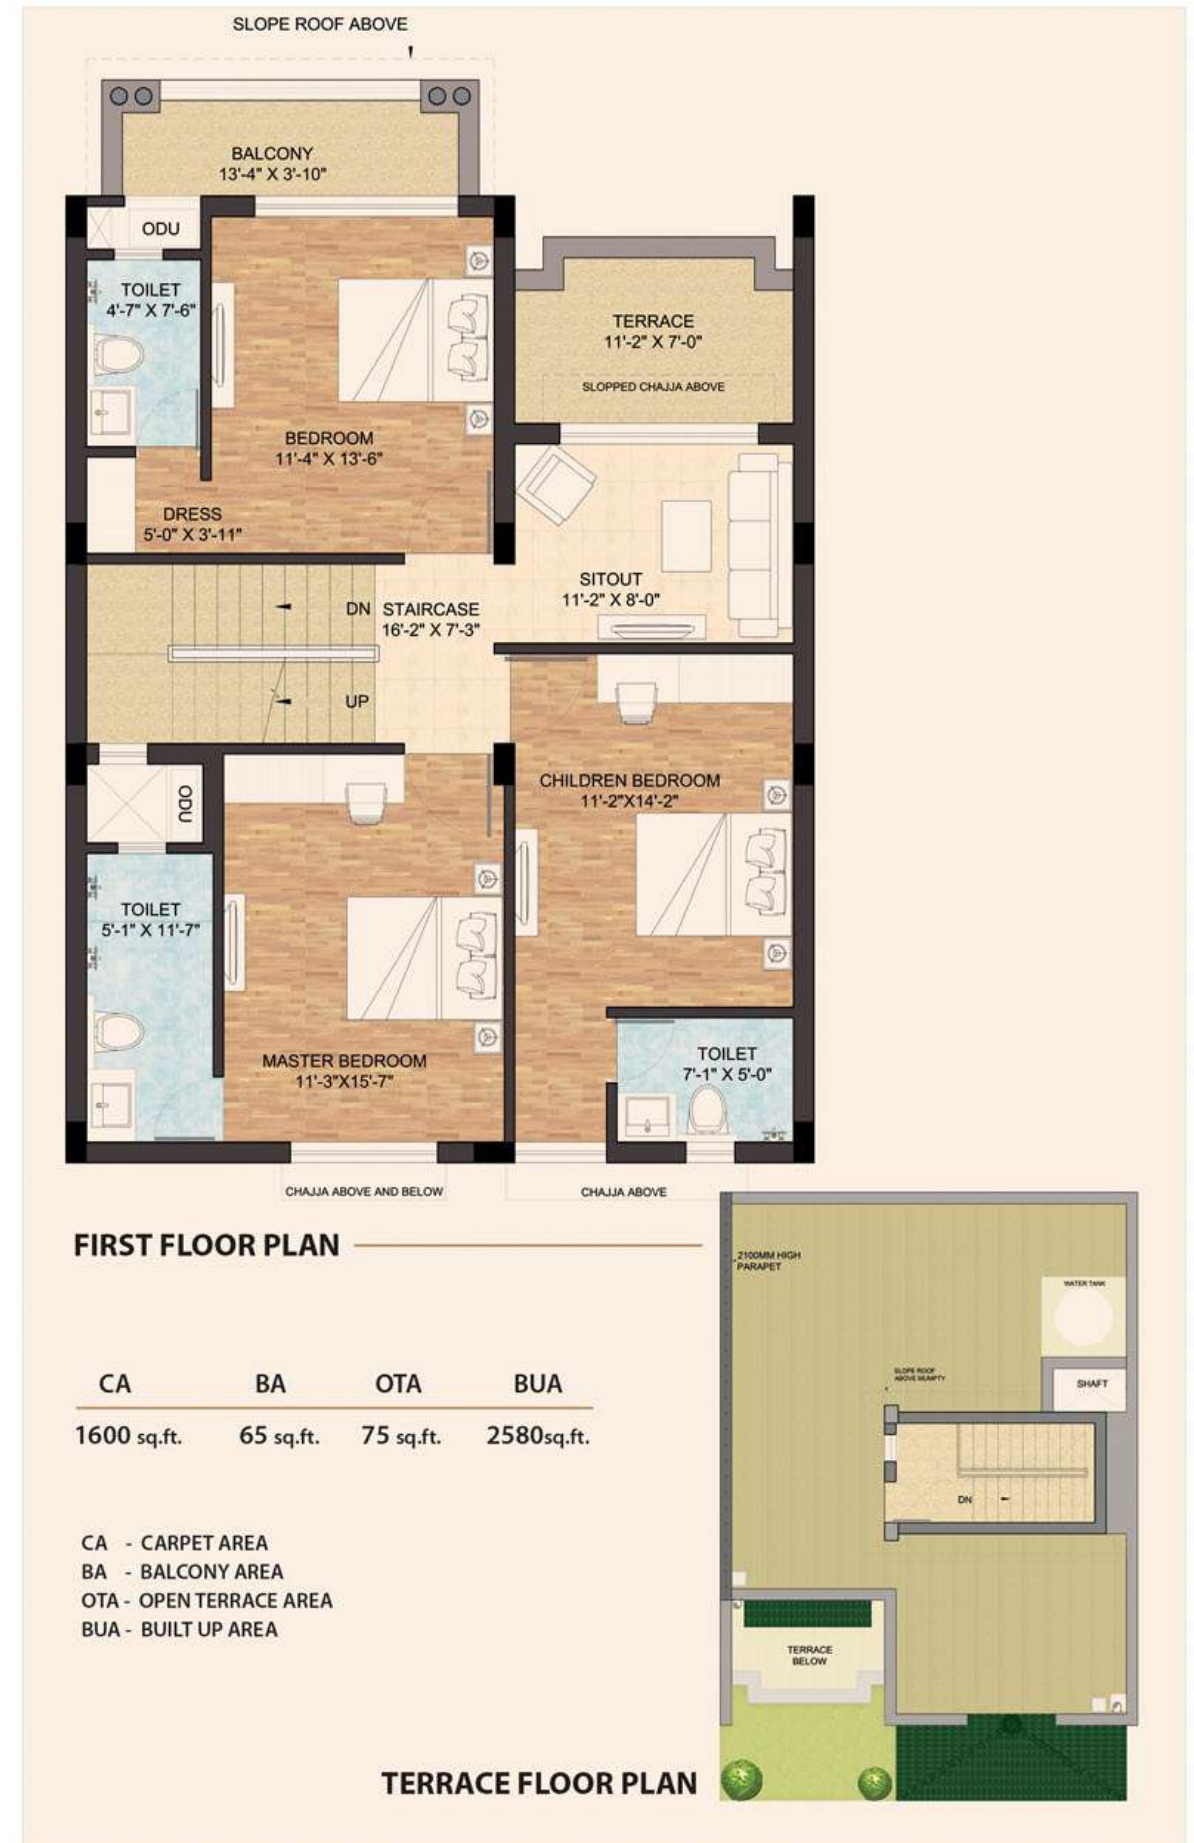 SLOPE ROOF ABOVE
BALCONY
13'-4" X 3'-10"
ODU
TOILET
4'-7" X 7'-6"
TERRACE
11'-2" X 7'-0"
SLOPPED CHAJJA ABOVE
BEDROOM
11'-4" X 13'-6"
DRESS
5'-0" X 3'-11"
SITOUT
11'-2" X 8'-0"
DN
STAIRCASE
16'-2" X 7'-3"
UP
ODU
CHILDREN BEDROOM
11'-2"X14'-2"
TOILET
5'-1" X 11'-7"
MASTER BEDROOM
11'-3"X15'-7"
TOILET
7'-1" X 5'-0"
CHAJJA ABOVE AND BELOW
CHAJJA ABOVE
FIRST FLOOR PLAN
2100MM HIGH
PARAPET
WATER TANK
SLOPE ROOF
ABOVE MUMPTY
SHAFT
DN
TERRACE
BELOW
CA BA OTA BUA
1600 sq.ft. 65 sq.ft. 75 sq.ft. 2580sq.ft.
CA - CARPET AREA
BA - BALCONY AREA
OTA - OPEN TERRACE AREA
BUA - BUILT UP AREA
TERRACE FLOOR PLAN